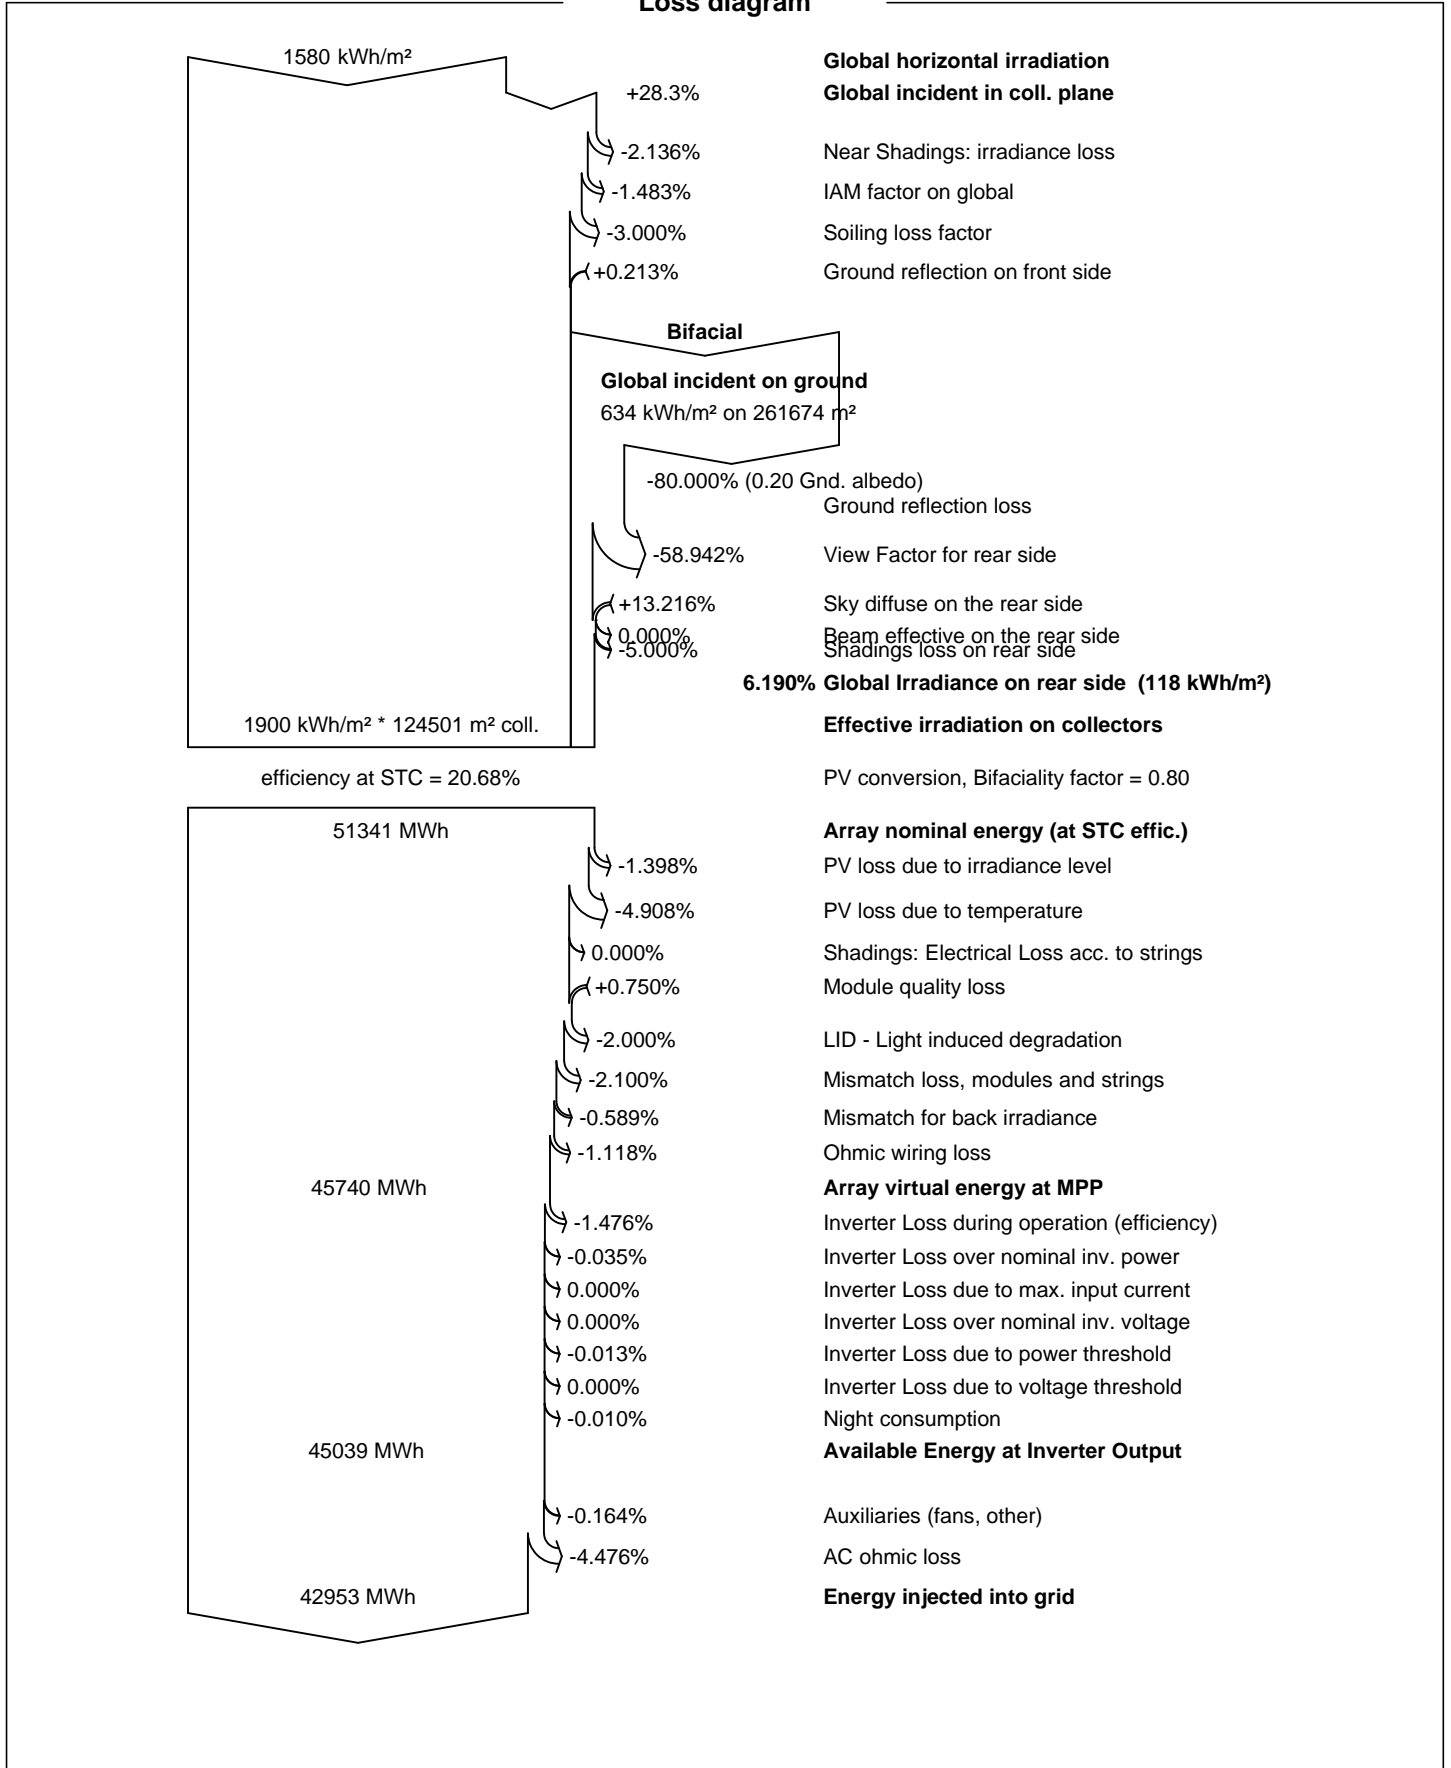 Loss diagram
1580 kWh/m² Global horizontal irradiation
+28.3% Global incident in coll. plane
-2.136% Near Shadings: irradiance loss
-1.483% IAM factor on global
-3.000% Soiling loss factor
+0.213% Ground reflection on front side
Bifacial
Global incident on ground
634 kWh/m² on 261674 m²
-80.000% (0.20 Gnd. albedo)
Ground reflection loss
-58.942% View Factor for rear side
+13.216% Sky diffuse on the rear side
0.000% Beam effective on the rear side
-5.000% Shadings loss on rear side
6.190% Global Irradiance on rear side (118 kWh/m²)
1900 kWh/m² * 124501 m² coll. Effective irradiation on collectors
efficiency at STC = 20.68% PV conversion, Bifaciality factor = 0.80
51341 MWh Array nominal energy (at STC effic.)
-1.398% PV loss due to irradiance level
-4.908% PV loss due to temperature
0.000% Shadings: Electrical Loss acc. to strings
+0.750% Module quality loss
-2.000% LID - Light induced degradation
-2.100% Mismatch loss, modules and strings
-0.589% Mismatch for back irradiance
-1.118% Ohmic wiring loss
45740 MWh Array virtual energy at MPP
-1.476% Inverter Loss during operation (efficiency)
-0.035% Inverter Loss over nominal inv. power
0.000% Inverter Loss due to max. input current
0.000% Inverter Loss over nominal inv. voltage
-0.013% Inverter Loss due to power threshold
0.000% Inverter Loss due to voltage threshold
-0.010% Night consumption
45039 MWh Available Energy at Inverter Output
-0.164% Auxiliaries (fans, other)
-4.476% AC ohmic loss
42953 MWh Energy injected into grid